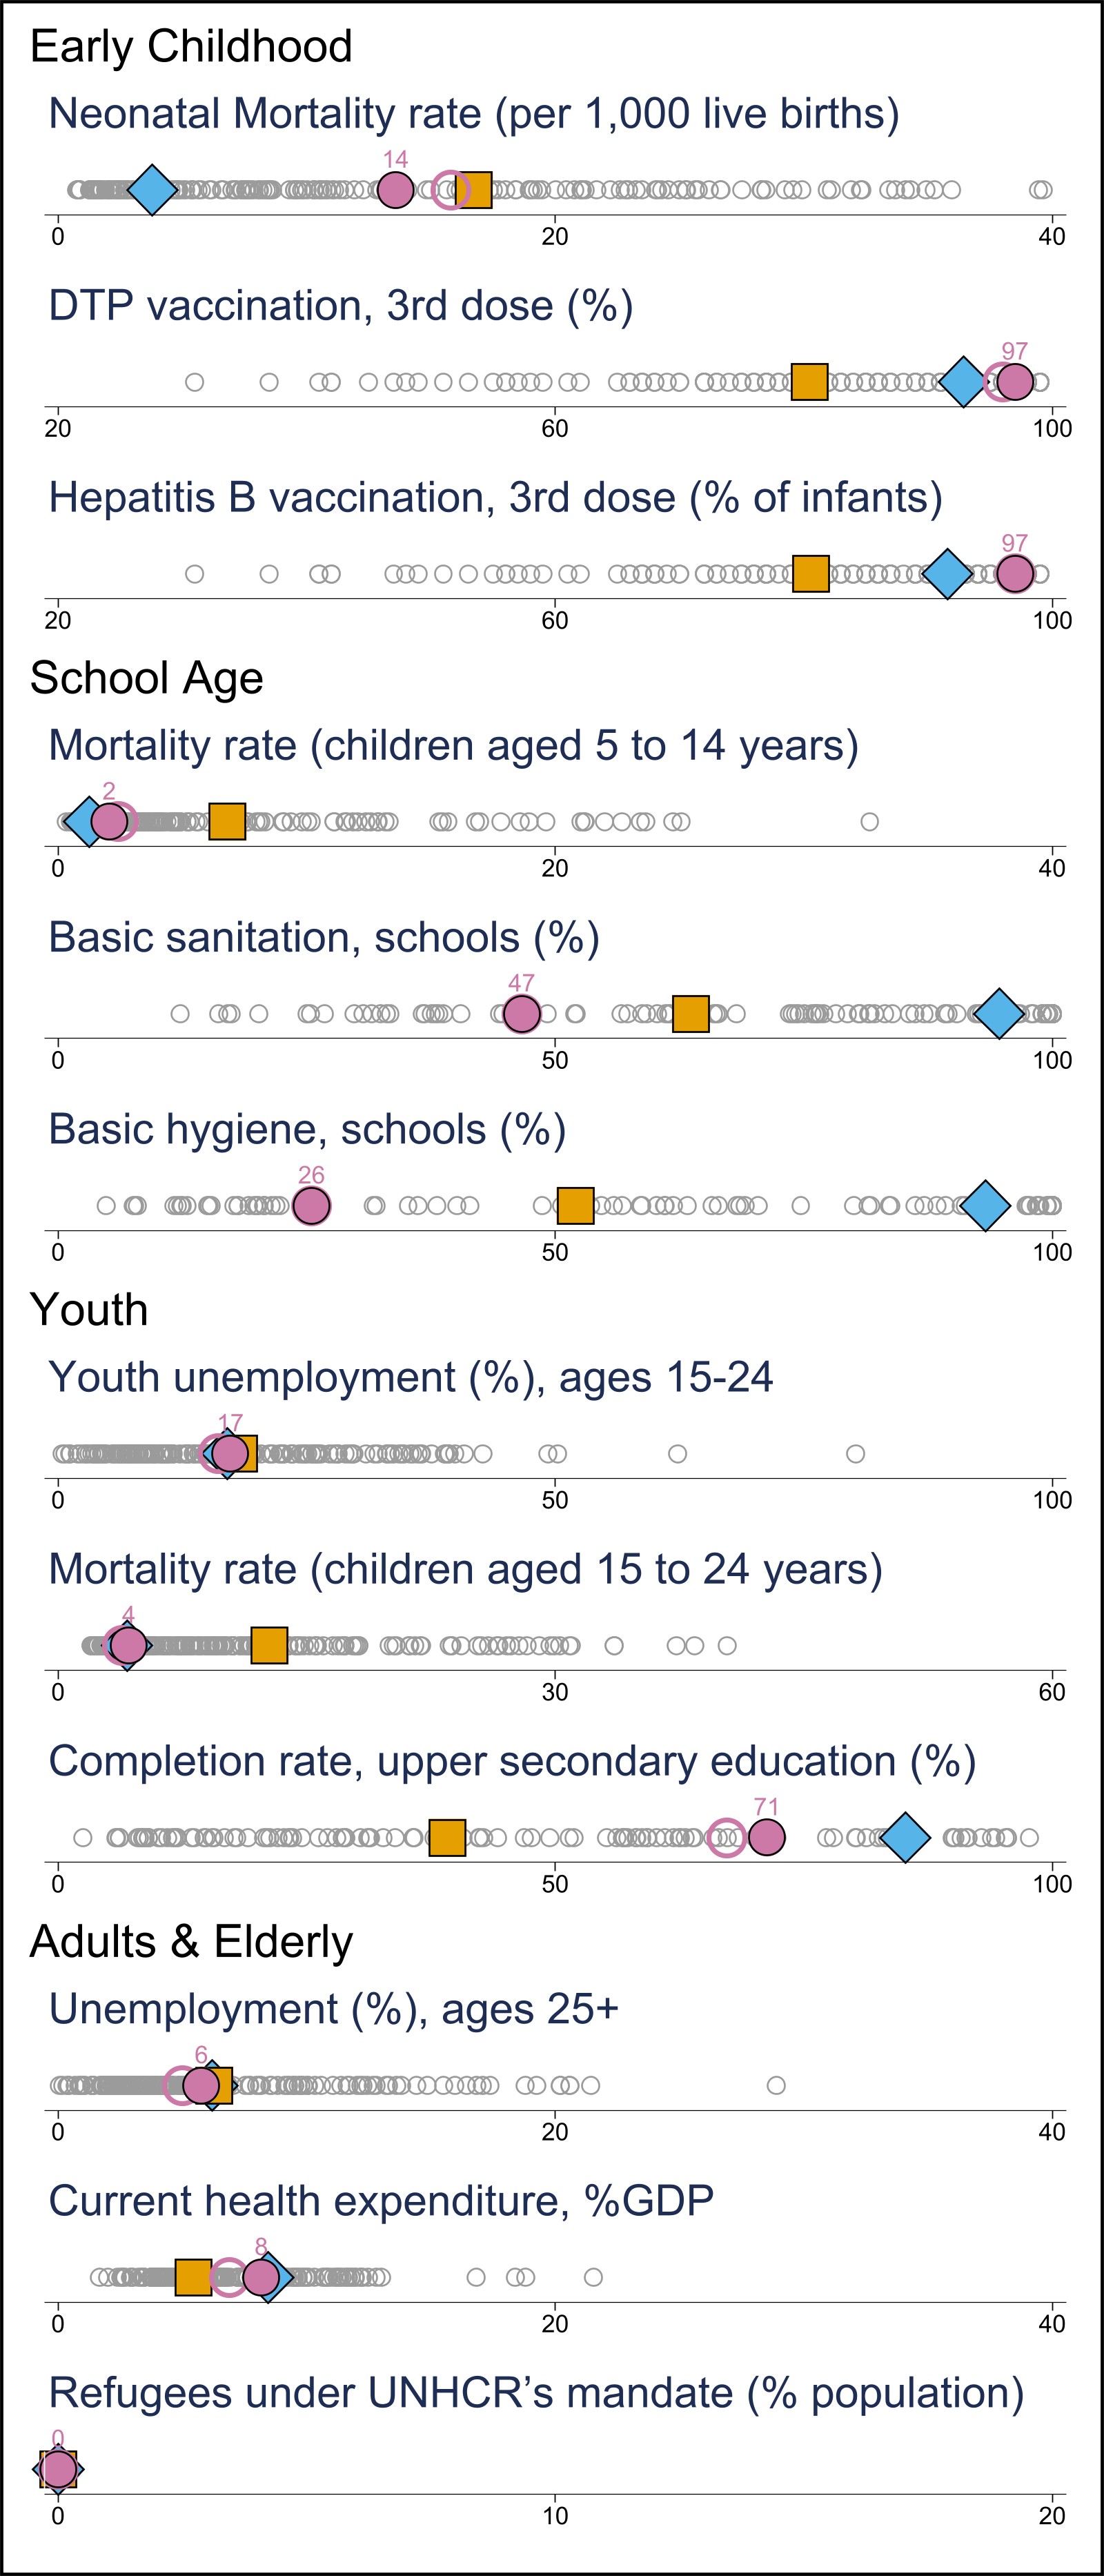 Early Childhood
Neonatal Mortality rate (per 1,000 live births)
14
0 20 40
DTP vaccination, 3rd dose (%)
97
20 60 100
Hepatitis B vaccination, 3rd dose (% of infants)
97
20 60 100
School Age
Mortality rate (children aged 5 to 14 years)
2
0 20 40
Basic sanitation, schools (%)
47
0 50 100
Basic hygiene, schools (%)
26
0 50 100
Youth
Youth unemployment (%), ages 15-24
17
0 50 100
Mortality rate (children aged 15 to 24 years)
4
0 30 60
Completion rate, upper secondary education (%)
71
0 50 100
Adults & Elderly
Unemployment (%), ages 25+
6
0 20 40
Current health expenditure, %GDP
8
0 20 40
Refugees under UNHCR’s mandate (% population)
0
0 10 20